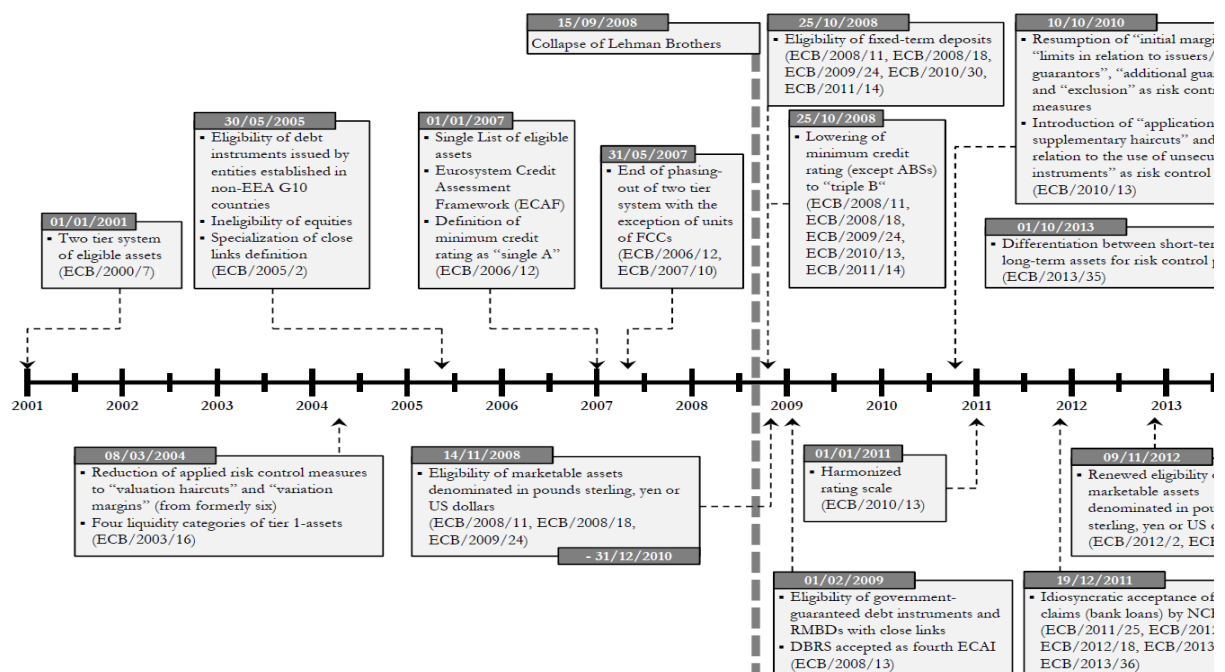 15/09/2008
Collapse of Lehman Brothers
25/10/2008
▪ Eligibility of fixed-term deposits
(ECB/2008/11, ECB/2008/18,
ECB/2009/24, ECB/2010/30,
ECB/2011/14)
10/10/2010
▪ Resumption of “initial margi
“limits in relation to issuers/
guarantors”, “additional guar
and “exclusion” as risk contr
measures
▪ Introduction of “application
supplementary haircuts” and
relation to the use of unsecu
instruments” as risk control
(ECB/2010/13)
30/05/2005
▪ Eligibility of debt
instruments issued by
entities established in
non-EEA G10
countries
▪ Ineligibility of equities
▪ Specialization of close
links definition
(ECB/2005/2)
01/01/2007
▪ Single List of eligible
assets
▪ Eurosystem Credit
Assessment
Framework (ECAF)
▪ Definition of
minimum credit
rating as “single A”
(ECB/2006/12)
31/05/2007
▪ End of phasing-
out of two tier
system with the
exception of units
of FCCs
(ECB/2006/12,
ECB/2007/10)
25/10/2008
▪ Lowering of
minimum credit
rating (except ABSs)
to “triple B“
(ECB/2008/11,
ECB/2008/18,
ECB/2009/24,
ECB/2010/13,
ECB/2011/14)
01/01/2001
▪ Two tier system
of eligible assets
(ECB/2000/7)
01/10/2013
▪ Differentiation between short-ter
long-term assets for risk control p
(ECB/2013/35)
2001 2002 2003 2004 2005 2006 2007 2008 2009 2010 2011 2012 2013
08/03/2004
▪ Reduction of applied risk control measures
to “valuation haircuts” and “variation
margins” (from formerly six)
▪ Four liquidity categories of tier 1-assets
(ECB/2003/16)
14/11/2008
▪ Eligibility of marketable assets
denominated in pounds sterling, yen or
US dollars
(ECB/2008/11, ECB/2008/18,
ECB/2009/24)
- 31/12/2010
01/01/2011
▪ Harmonized
rating scale
(ECB/2010/13)
09/11/2012
▪ Renewed eligibility o
marketable assets
denominated in pou
sterling, yen or US d
(ECB/2012/2, ECB
01/02/2009
▪ Eligibility of government-
guaranteed debt instruments and
RMBDs with close links
▪ DBRS accepted as fourth ECAI
(ECB/2008/13)
19/12/2011
▪ Idiosyncratic acceptance of
claims (bank loans) by NCB
(ECB/2011/25, ECB/2012
ECB/2012/18, ECB/2013
ECB/2013/36)